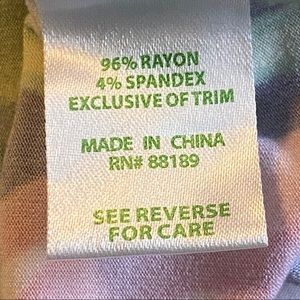 96% RAYON
4% SPANDEX
EXCLUSIVE OF TRIM
MADE IN CHINA
RN# 88189
SEE REVERSE
FOR CARE